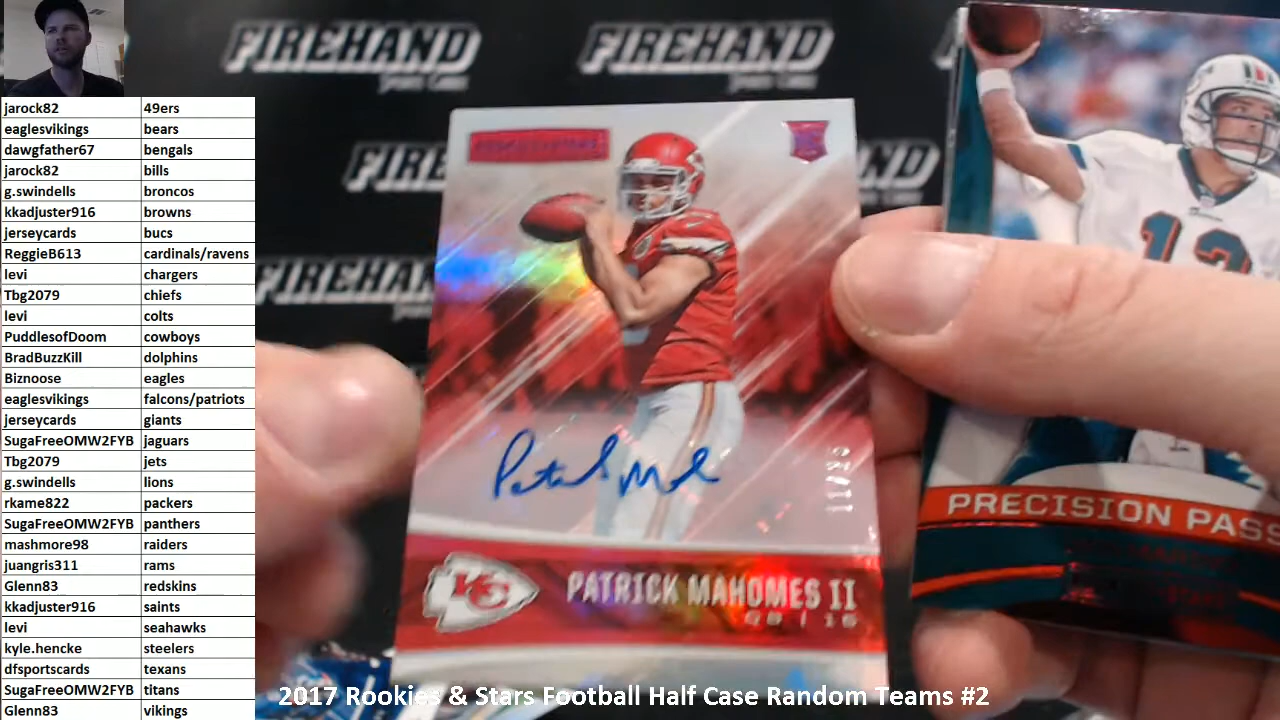 jarock82 49ers
eaglesvikings bears
dawgfather67 bengals
jarock82 bills
g.swindells broncos
kkadjuster916 browns
jerseycards bucs
ReggieB613 cardinals/ravens
levi chargers
Tbg2079 chiefs
levi colts
PuddlesofDoom cowboys
BradBuzzKill dolphins
Biznoose eagles
eaglesvikings falcons/patriots
jerseycards giants
SugaFreeOMW2FYB jaguars
Tbg2079 jets
g.swindells lions
rkame822 packers
SugaFreeOMW2FYB panthers
mashmore98 raiders
juangris311 rams
Glenn83 redskins
kkadjuster916 saints
levi seahawks
kyle.hencke steelers
dfsportscards texans
SugaFreeOMW2FYB titans
Glenn83 vikings
FIREHAND
FIREHAND
FIREHAND
13
KC
PATRICK MAHOMES II
QB / 15
PRECISION PASS
2017 Rookies & Stars Football Half Case Random Teams #2